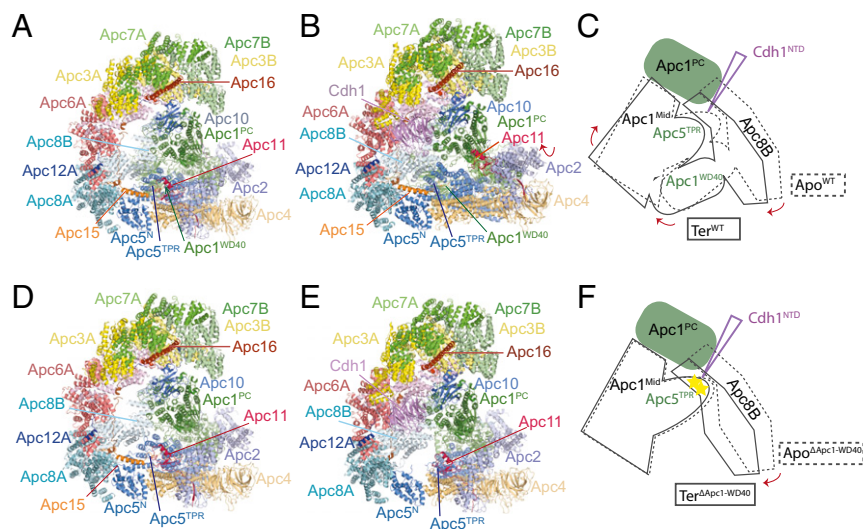 A
Apc7A
Apc7B
Apc3A
Apc3B
Apc16
Apc6A
Apc10
Apc8B
Apc1PC
Apc11
Apc12A
Apc8A
Apc2
Apc4
Apc15
Apc5N
Apc5TPR
Apc1WD40
B
Apc7A
Apc7B
Apc3A
Apc3B
Cdh1
Apc16
Apc6A
Apc10
Apc8B
Apc1PC
Apc11
Apc12A
Apc2
Apc8A
Apc4
Apc15
Apc5N
Apc5TPR
Apc1WD40
C
Cdh1NTD
Apc1PC
Apc1Mid
Apc5TPR
Apc8B
Apc1WD40
ApoWT
TerWT
D
Apc7A
Apc7B
Apc3A
Apc3B
Apc16
Apc6A
Apc10
Apc8B
Apc1PC
Apc11
Apc12A
Apc2
Apc8A
Apc4
Apc15
Apc5N
Apc5TPR
E
Apc7A
Apc7B
Apc3A
Apc3B
Cdh1
Apc16
Apc6A
Apc10
Apc8B
Apc1PC
Apc11
Apc12A
Apc2
Apc8A
Apc4
Apc5N
Apc5TPR
F
Cdh1NTD
Apc1PC
Apc1Mid
Apc5TPR
Apc8B
ApoΔApc1-WD40
TerΔApc1-WD40